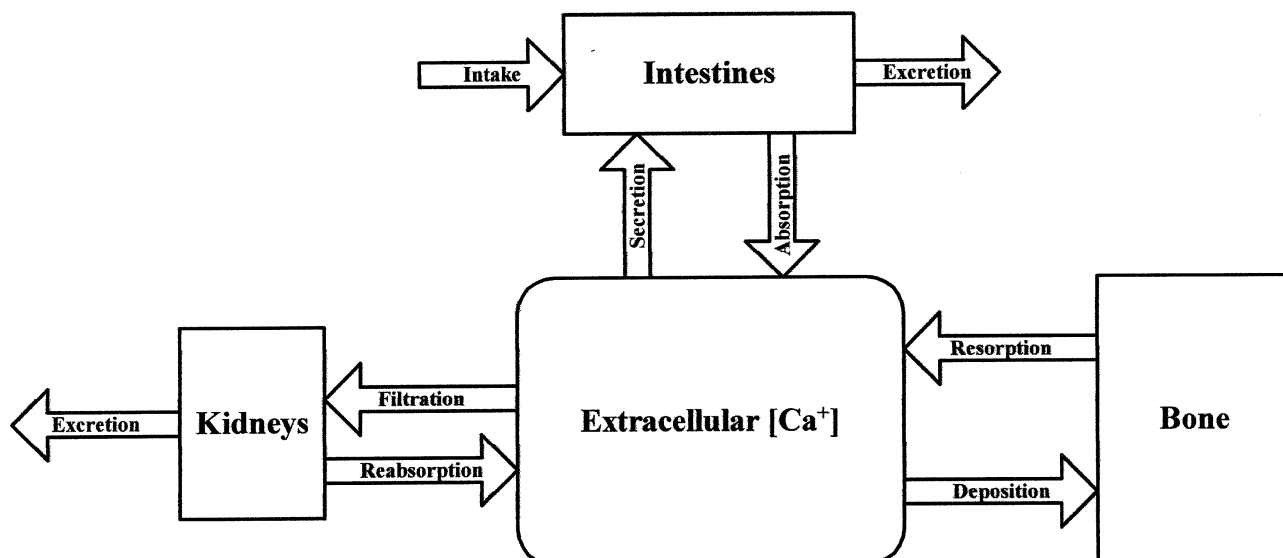 Intake
Intestines
Excretion
Secretion
Absorption
Excretion
Kidneys
Filtration
Reabsorption
Extracellular [Ca⁺]
Resorption
Deposition
Bone